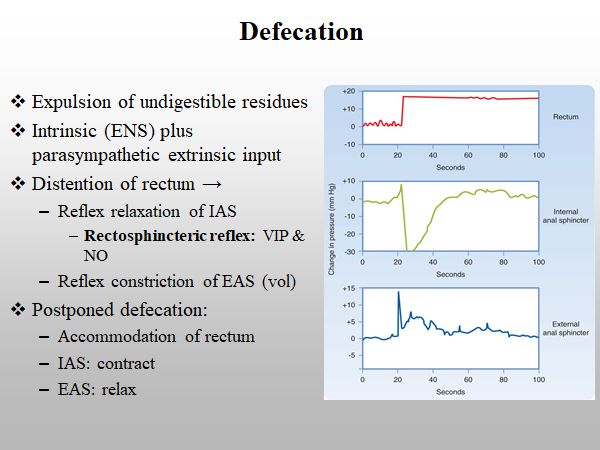 Defecation
❖ Expulsion of undigestible residues
❖ Intrinsic (ENS) plus
parasympathetic extrinsic input
❖ Distention of rectum →
– Reflex relaxation of IAS
– Rectosphincteric reflex: VIP &
NO
– Reflex constriction of EAS (vol)
❖ Postponed defecation:
– Accommodation of rectum
– IAS: contract
– EAS: relax
Change in pressure (mm Hg)
+20
+10
0
-10
0 20 40 60 80 100
Seconds
Rectum
+10
0
-10
-20
-30
0 20 40 60 80 100
Seconds
Internal
anal sphincter
+15
+10
+5
0
-5
0 20 40 60 80 100
Seconds
External
anal sphincter